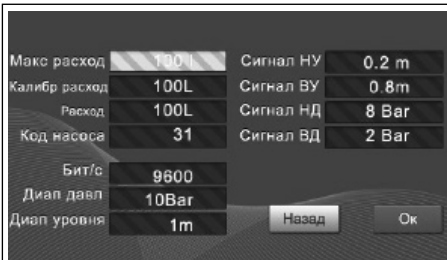 Макс расход 100 l Сигнал НУ 0.2 m
Калибр расход 100L Сигнал ВУ 0.8m
Расход 100L Сигнал НД 8 Bar
Код насоса 31 Сигнал ВД 2 Bar
Бит/с 9600
Диап давл 10Bar
Диап уровня 1m
Назад Ок